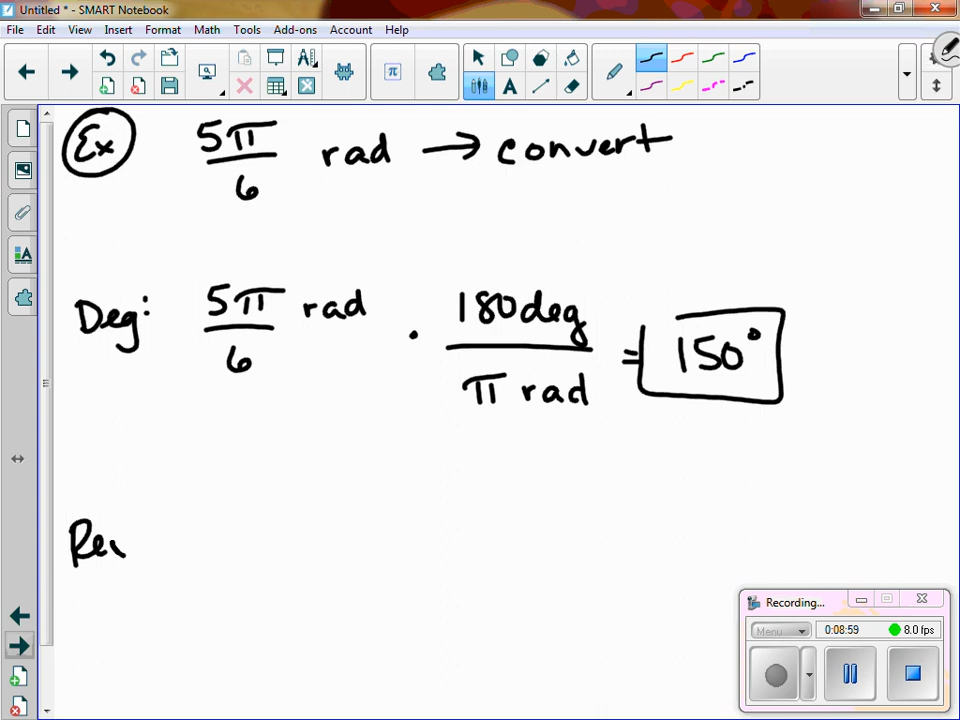 Untitled * - SMART Notebook
File Edit View Insert Format Math Tools Add-ons Account Help
π
A
Ex 5π/6 rad → convert
Deg: 5π/6 rad · 180deg/π rad = 150°
Rev
Recording...
Menu 0:08:59 8.0 fps